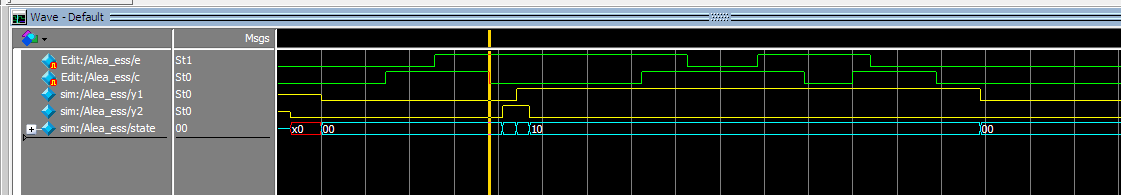 Wave - Default
Msgs
Edit:/Alea_ess/e St1
Edit:/Alea_ess/c St0
sim:/Alea_ess/y1 St0
sim:/Alea_ess/y2 St0
sim:/Alea_ess/state 00 x0 00 10 00